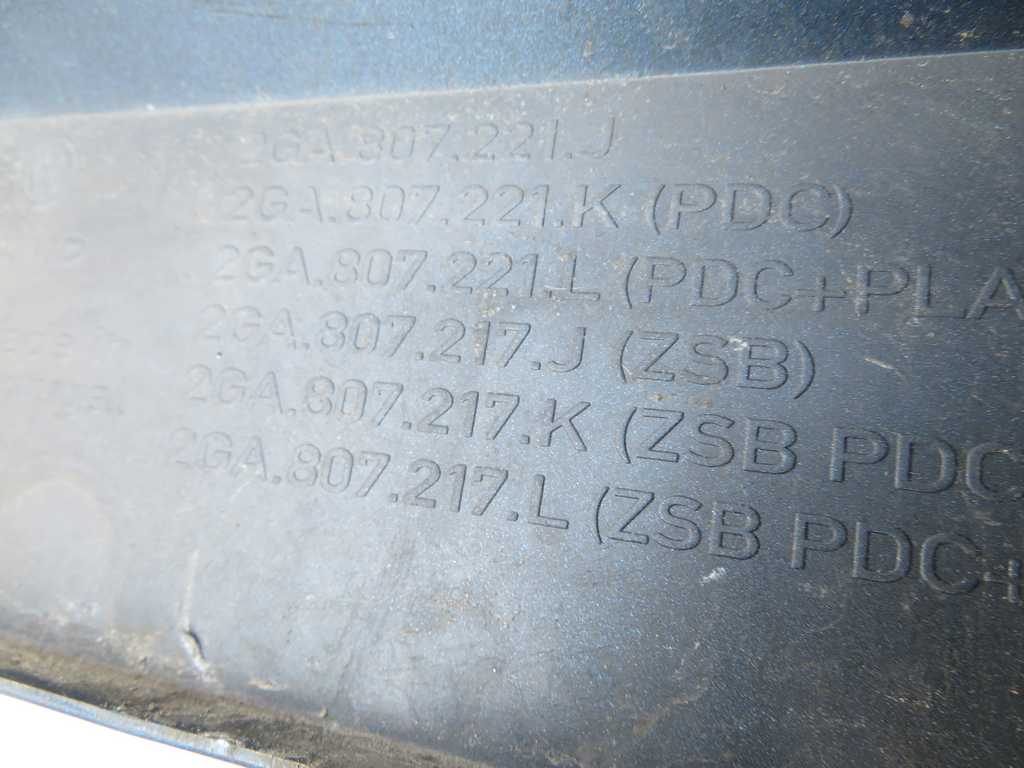 2GA.807.221.J
2GA.807.221.K (PDC)
2GA.807.221.L (PDC+PLA
2GA.807.217.J (ZSB)
2GA.807.217.K (ZSB PDC
2GA.807.217.L (ZSB PDC+